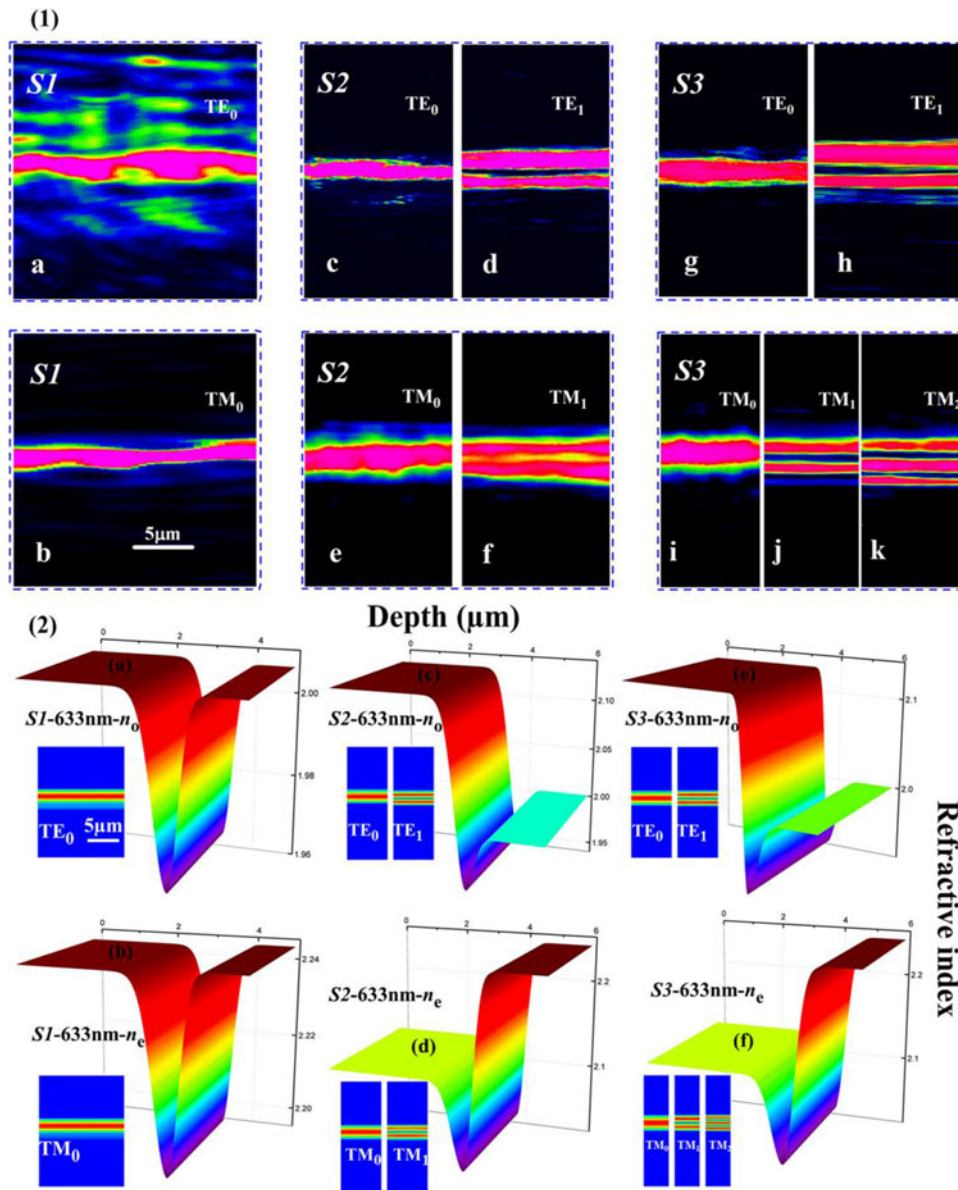 (1)
S1
TE0
a
S2
TE0
TE1
c
d
S3
TE0
TE1
g
h
S1
TM0
5μm
b
S2
TM0
TM1
e
f
S3
TM0
TM1
TM2
i
j
k
(2)
Depth (μm)
0 2 4
(a)
S1-633nm-no
2.00
1.98
1.96
TE0
5μm
0 2 4 6
(c)
S2-633nm-no
2.10
2.05
2.00
1.95
TE0
TE1
0 2 4 6
(e)
S3-633nm-no
2.1
2.0
TE0
TE1
Refractive index
0 2 4
(b)
S1-633nm-ne
2.24
2.22
2.20
TM0
0 2 4 6
S2-633nm-ne
(d)
2.2
2.1
TM0
TM1
0 2 4 6
S3-633nm-ne
(f)
2.2
2.1
TM0
TM1
TM2